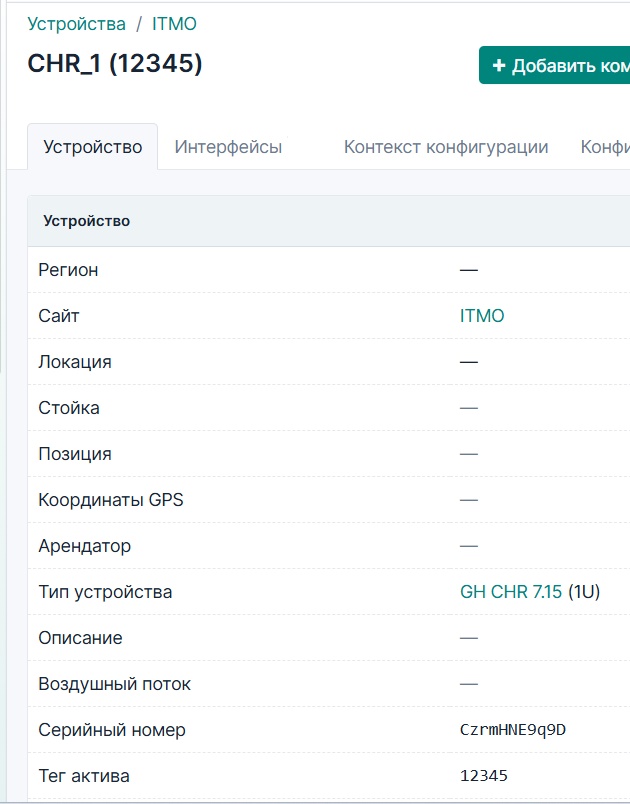 Устройства / ITMO
CHR_1 (12345)
+ Добавить ком
Устройство Интерфейсы Контекст конфигурации Конфи
Устройство
Регион —
Сайт ITMO
Локация —
Стойка —
Позиция —
Координаты GPS —
Арендатор —
Тип устройства GH CHR 7.15 (1U)
Описание —
Воздушный поток —
Серийный номер CzrmHNE9q9D
Тег актива 12345